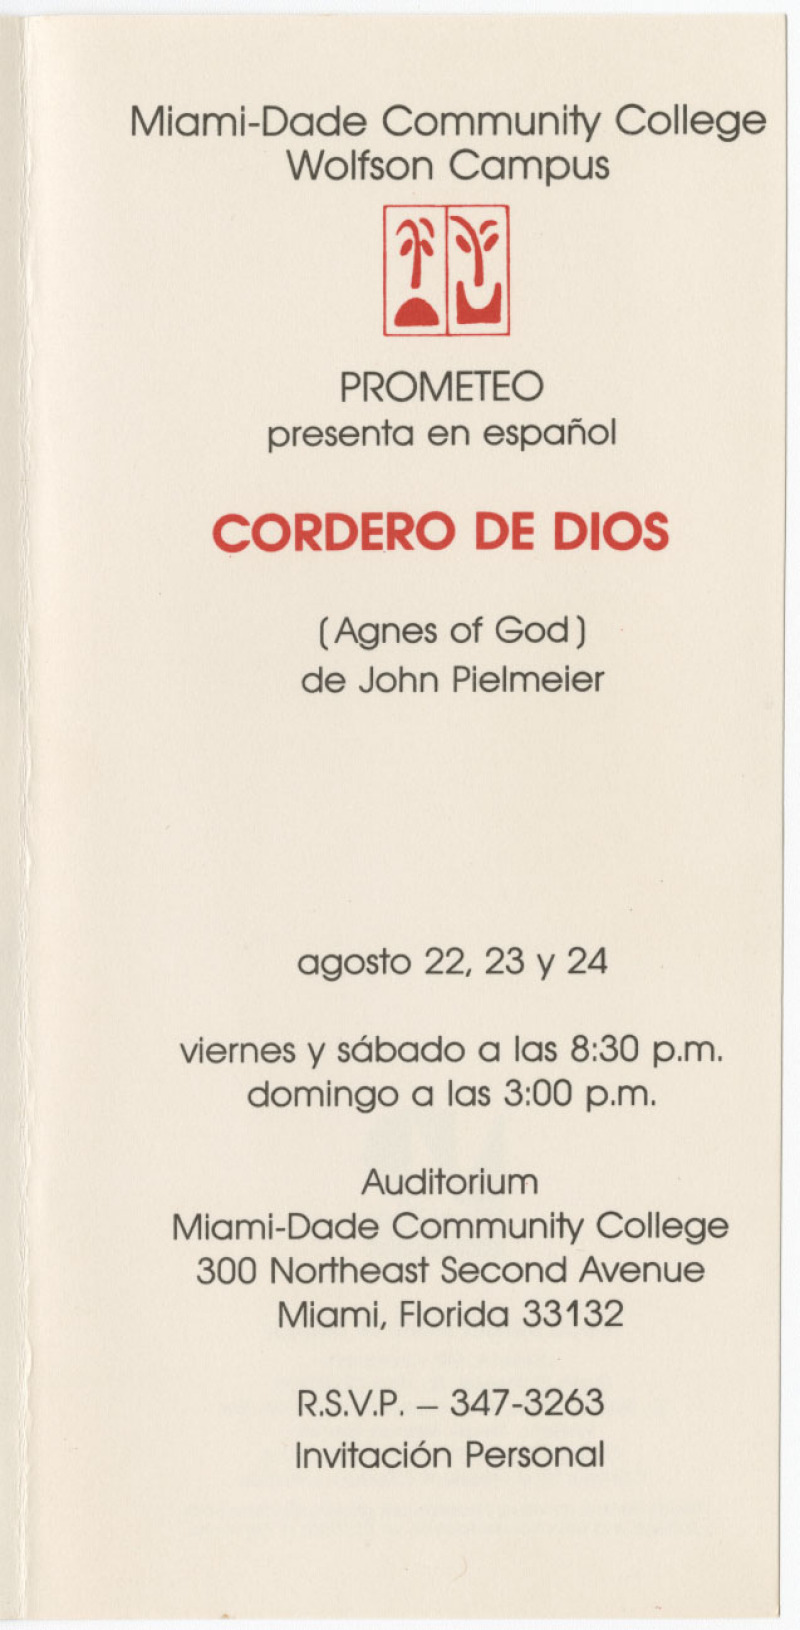 Miami-Dade Community College
Wolfson Campus
PROMETEO
presenta en español
CORDERO DE DIOS
(Agnes of God)
de John Pielmeier
agosto 22, 23 y 24
viernes y sábado a las 8:30 p.m.
domingo a las 3:00 p.m.
Auditorium
Miami-Dade Community College
300 Northeast Second Avenue
Miami, Florida 33132
R.S.V.P. – 347-3263
Invitación Personal